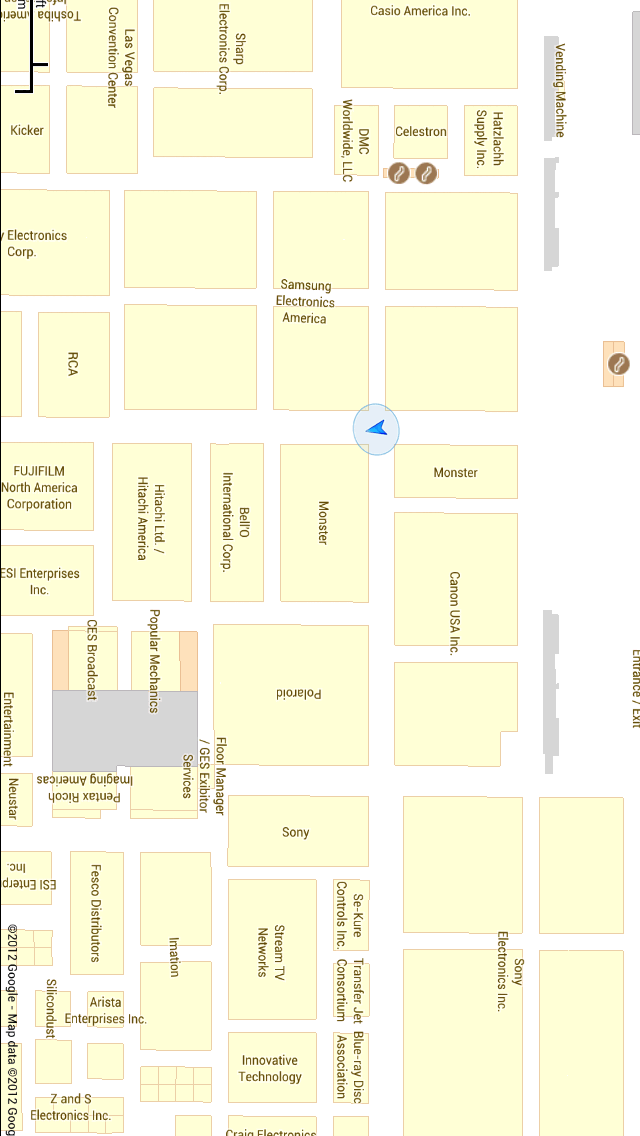 Toshiba America
Casio America Inc.
Las Vegas
Convention Center
Sharp
Electronics Corp.
Vending Machine
Kicker
DMC
Worldwide, LLC
Celestron
Hatzlachh
Supply Inc.
y Electronics
Corp.
Samsung
Electronics
America
RCA
FUJIFILM
North America
Corporation
Hitachi Ltd. /
Hitachi America
Bell'O
International Corp.
Monster
Monster
ESI Enterprises
Inc.
Canon USA Inc.
CES Broadcast
Popular Mechanics
Polaroid
Entrance / Exit
Entertainment
Floor Manager
/ GES Exibitor
Services
Pentax Ricoh
Imaging Americas
Neustar
Sony
ESI Enterpri
Inc.
Fesco Distributors
Imation
Stream TV
Networks
Se-Kure
Controls Inc.
Sony
Electronics Inc.
Transfer Jet
Consortium
Silicondust
Arista
Enterprises Inc.
Innovative
Technology
Blue-ray Disc
Association
Z and S
Electronics Inc.
Craig Electronics
©2012 Google - Map data ©2012 Goog